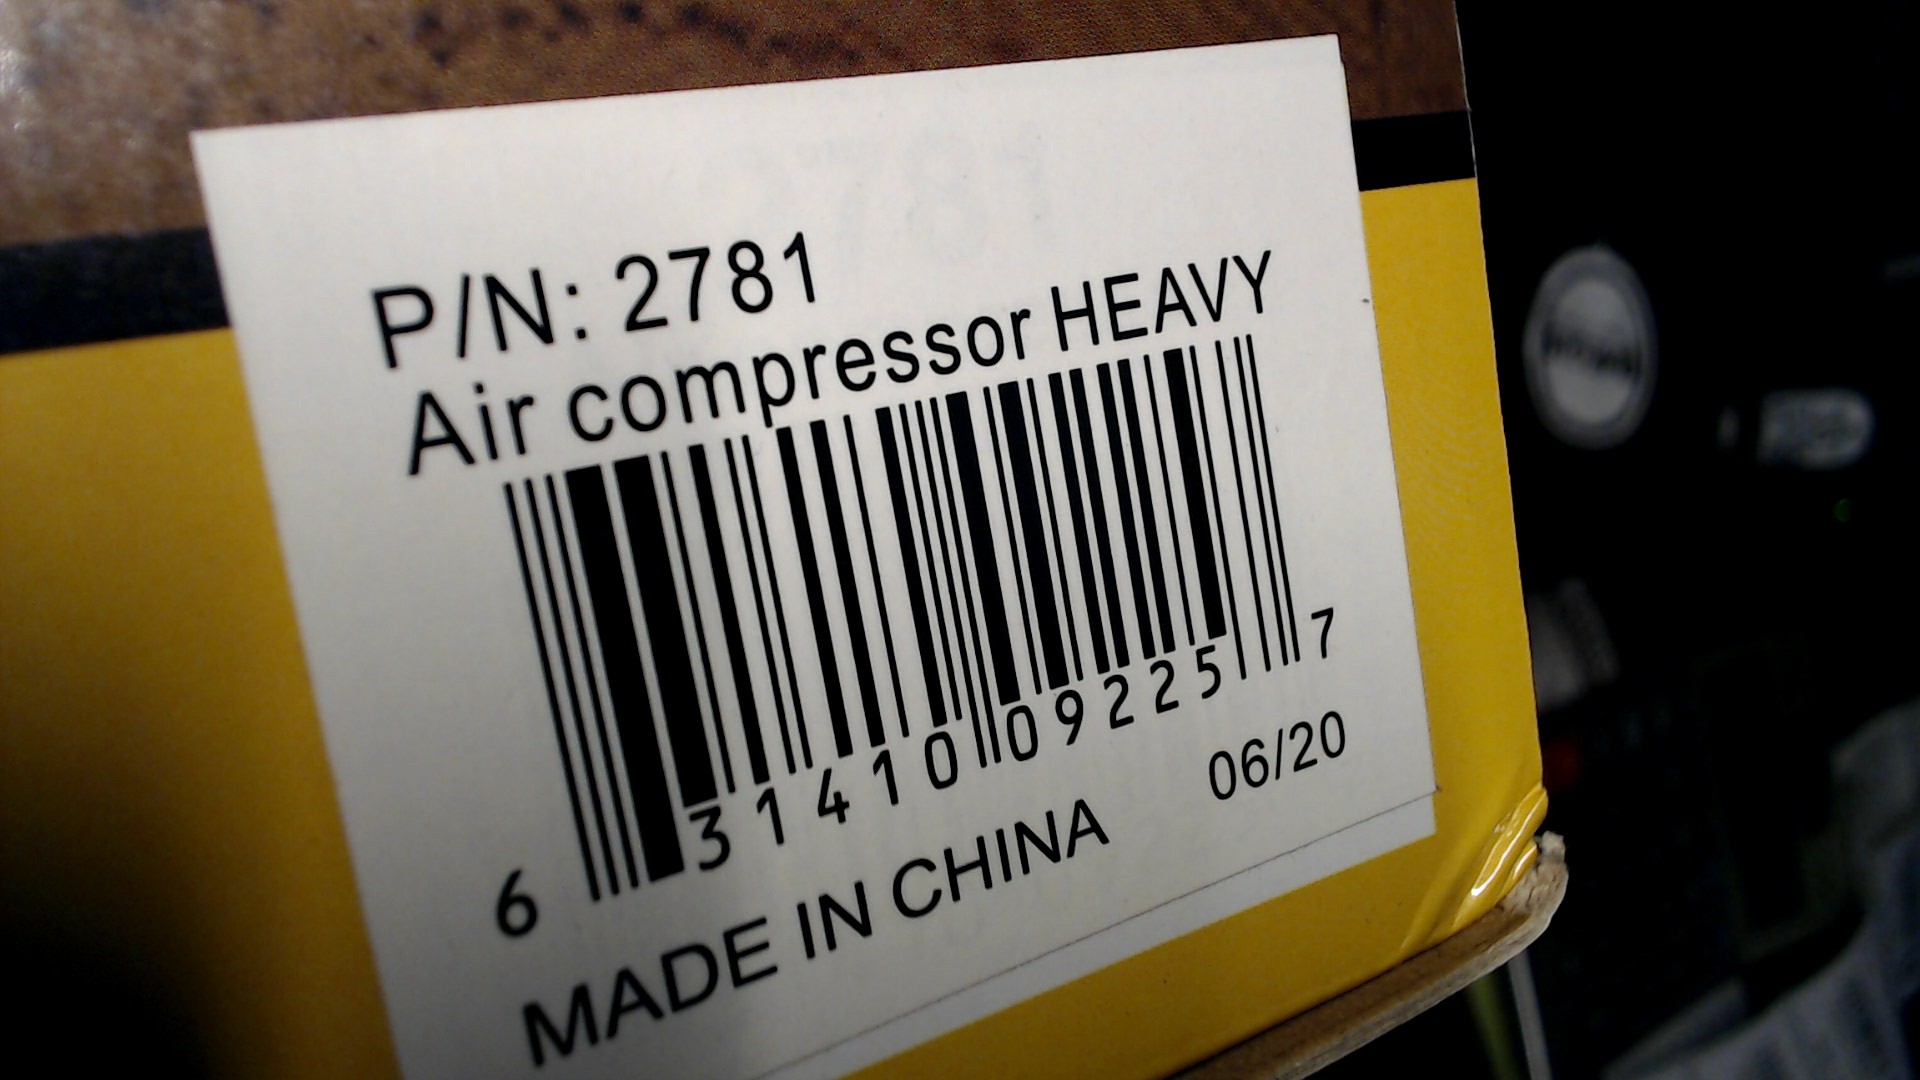 P/N: 2781
Air compressor HEAVY
6 31410 09225 7
06/20
MADE IN CHINA